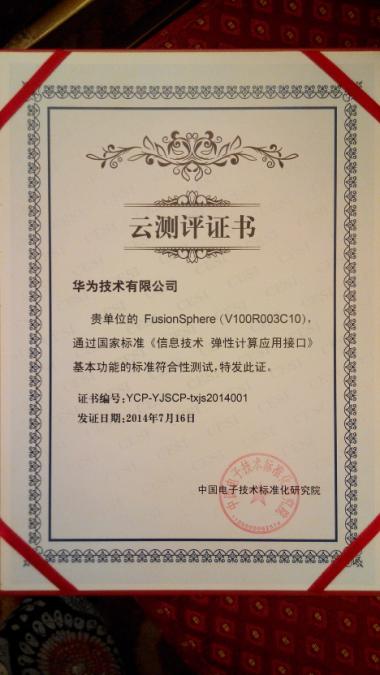 云测评证书
华为技术有限公司
贵单位的 FusionSphere (V100R003C10),
通过国家标准《信息技术 弹性计算应用接口》
基本功能的标准符合性测试,特发此证。
证书编号:YCP-YJSCP-txjs2014001
发证日期:2014年7月16日
中国电子技术标准化研究院